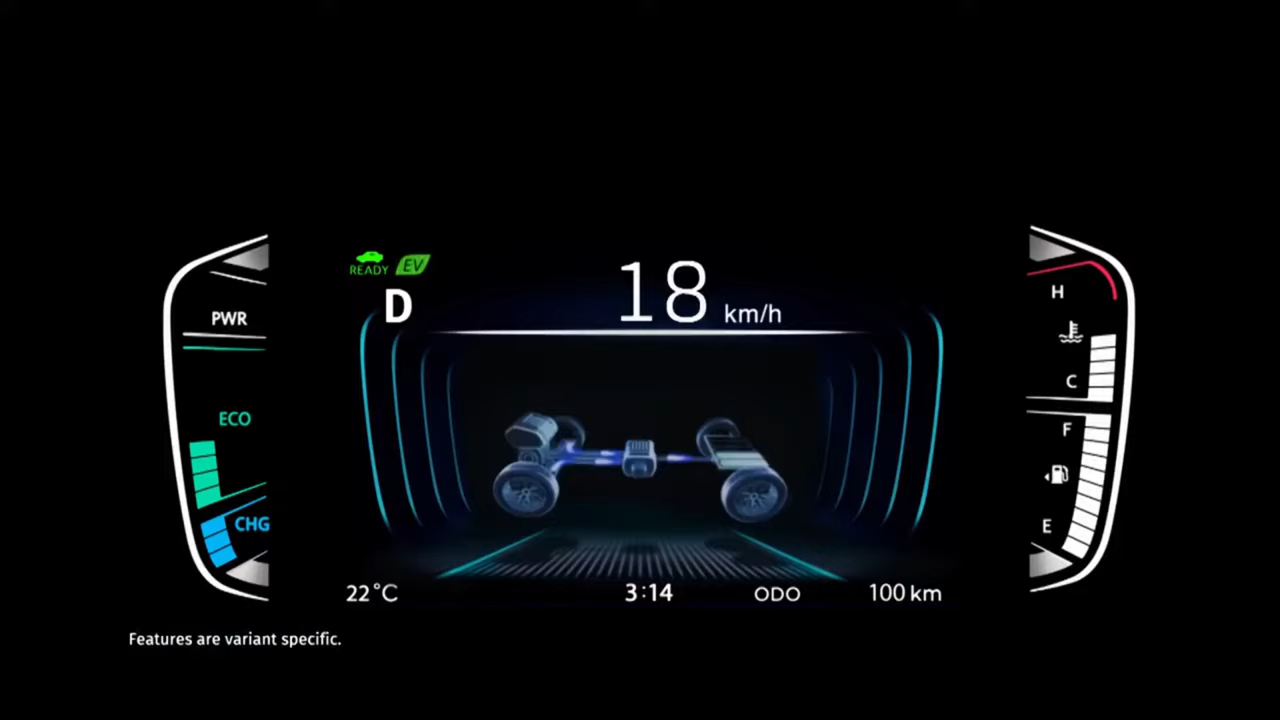 READY EV
D
18 km/h
PWR
ECO
CHG
H
C
F
E
22°C
3:14
ODO
100 km
Features are variant specific.